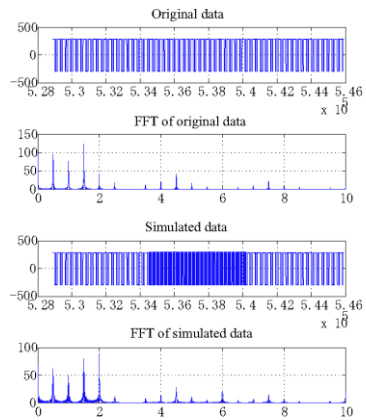 Original data
500
0
-500
5.28 5.3 5.32 5.34 5.36 5.38 5.4 5.42 5.44 5.46
x 10^5
FFT of original data
150
100
50
0
0 2 4 6 8 10
Simulated data
500
0
-500
5.28 5.3 5.32 5.34 5.36 5.38 5.4 5.42 5.44 5.46
x 10^5
FFT of simulated data
100
50
0
0 2 4 6 8 10